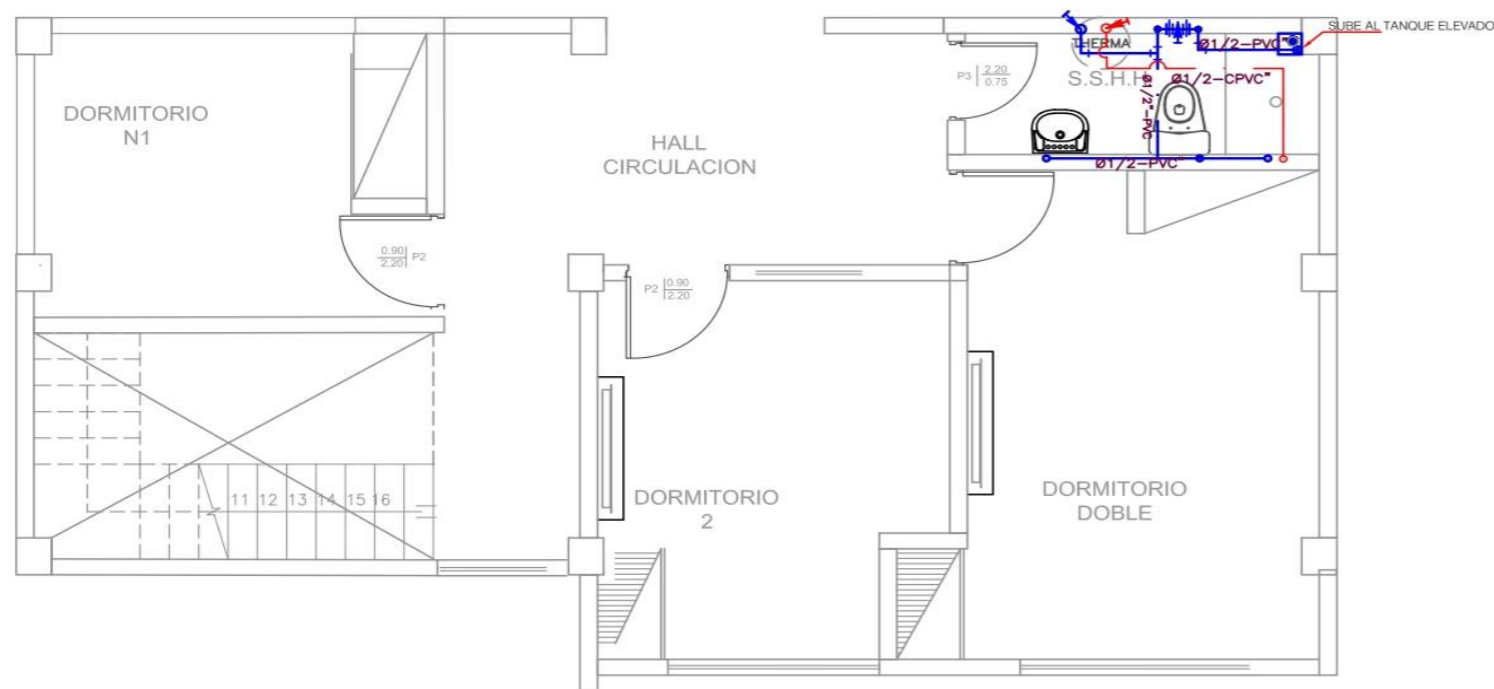 SUBE AL TANQUE ELEVADO
THERMA
Ø1/2-PVC"
S.S.H.H
Ø1/2-CPVC"
Ø1/2"-PVC
Ø1/2-PVC"
P3 2.20
0.75
DORMITORIO
N1
HALL
CIRCULACION
0.90 P2
2.20
P2 0.90
2.20
11 12 13 14 15 16
DORMITORIO
2
DORMITORIO
DOBLE